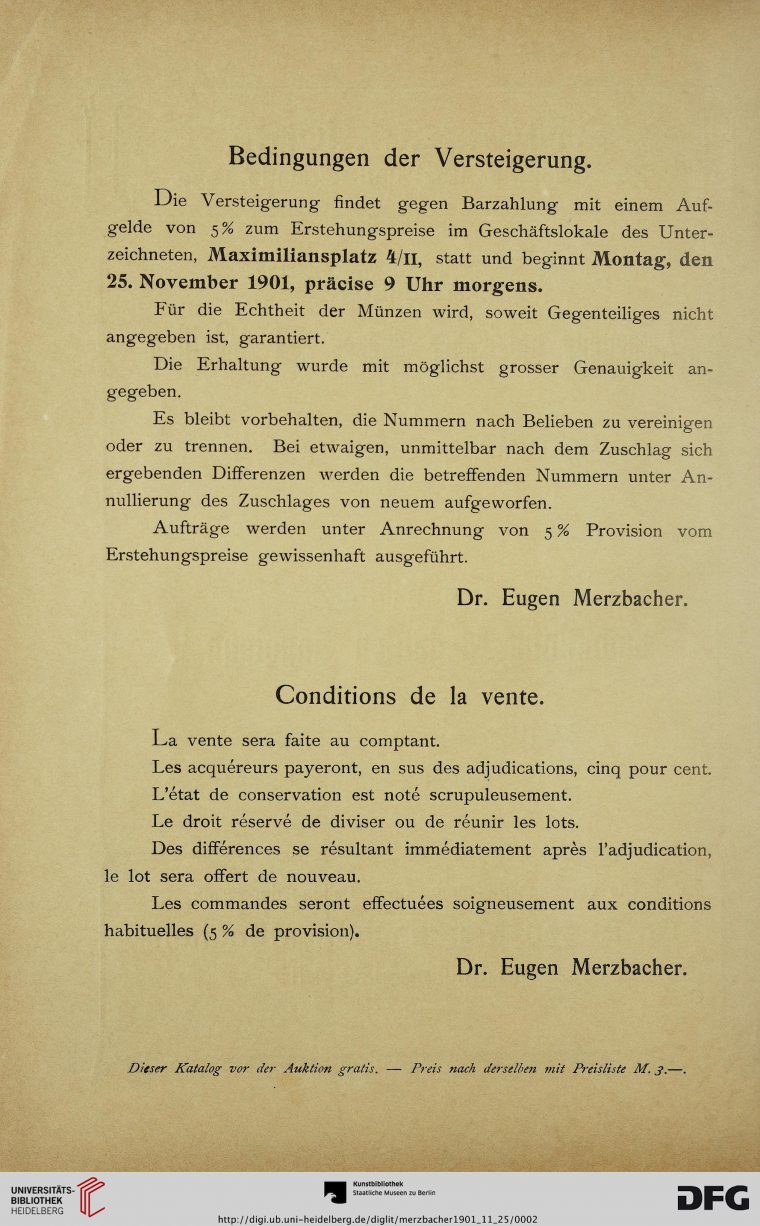 Bedingungen der Versteigerung.
Die Versteigerung findet gegen Barzahlung mit einem Auf-
gelde von 5% zum Erstehungspreise im Geschäftslokale des Unter-
zeichneten, Maximiliansplatz 4/II, statt und beginnt Montag, den
25. November 1901, präcise 9 Uhr morgens.
Für die Echtheit der Münzen wird, soweit Gegenteiliges nicht
angegeben ist, garantiert.
Die Erhaltung wurde mit möglichst grosser Genauigkeit an-
gegeben.
Es bleibt vorbehalten, die Nummern nach Belieben zu vereinigen
oder zu trennen. Bei etwaigen, unmittelbar nach dem Zuschlag sich
ergebenden Differenzen werden die betreffenden Nummern unter An-
nullierung des Zuschlages von neuem aufgeworfen.
Aufträge werden unter Anrechnung von 5% Provision vom
Erstehungspreise gewissenhaft ausgeführt.
Dr. Eugen Merzbacher.
Conditions de la vente.
La vente sera faite au comptant.
Les acquéreurs payeront, en sus des adjudications, cinq pour cent.
L'état de conservation est noté scrupuleusement.
Le droit réservé de diviser ou de réunir les lots.
Des différences se résultant immédiatement après l'adjudication,
le lot sera offert de nouveau.
Les commandes seront effectuées soigneusement aux conditions
habituelles (5% de provision).
Dr. Eugen Merzbacher.
Dieser Katalog vor der Auktion gratis. — Preis nach derselben mit Preisliste M. 3.—.
UNIVERSITÄTS-
BIBLIOTHEK
HEIDELBERG
Kunstbibliothek
Staatliche Museen zu Berlin
DFG
http://digi.ub.uni-heidelberg.de/diglit/merzbacher1901_11_25/0002